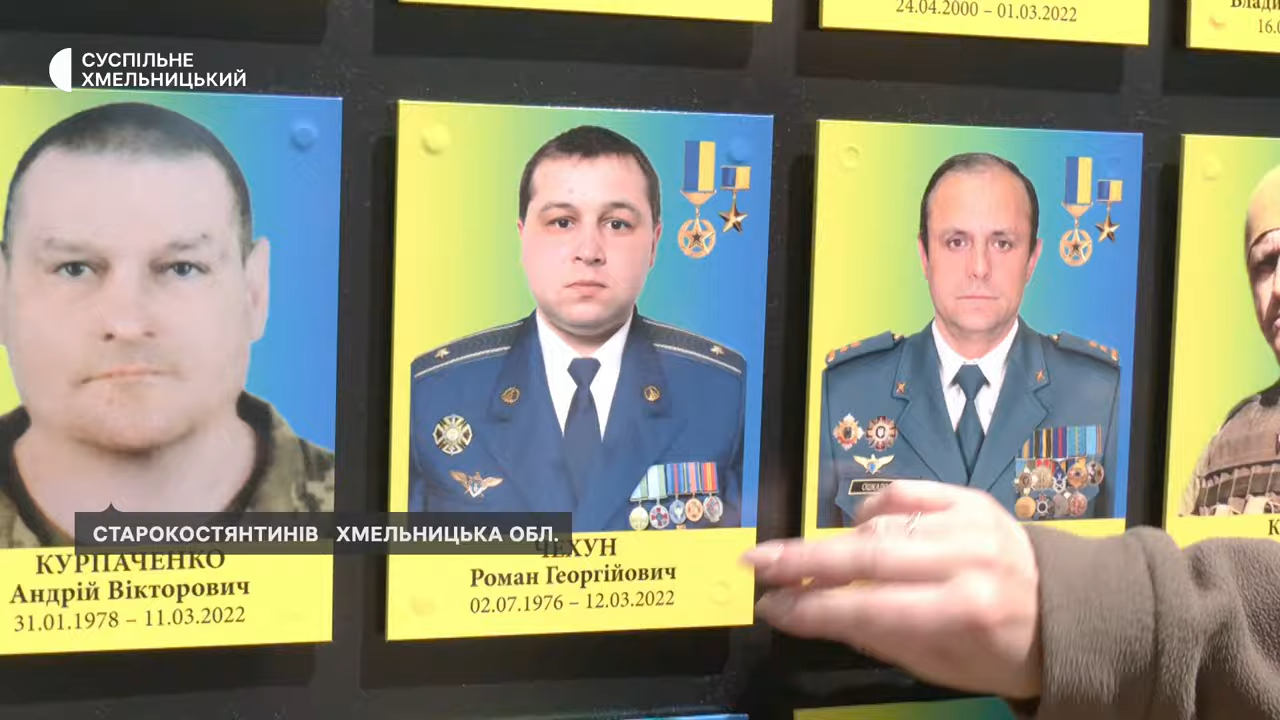 24.04.2000 – 01.03.2022
СУСПІЛЬНЕ
ХМЕЛЬНИЦЬКИЙ
СТАРОКОСТЯНТИНІВ ХМЕЛЬНИЦЬКА ОБЛ.
КУРПАЧЕНКО
Андрій Вікторович
31.01.1978 – 11.03.2022
ЧЕХУН
Роман Георгійович
02.07.1976 – 12.03.2022